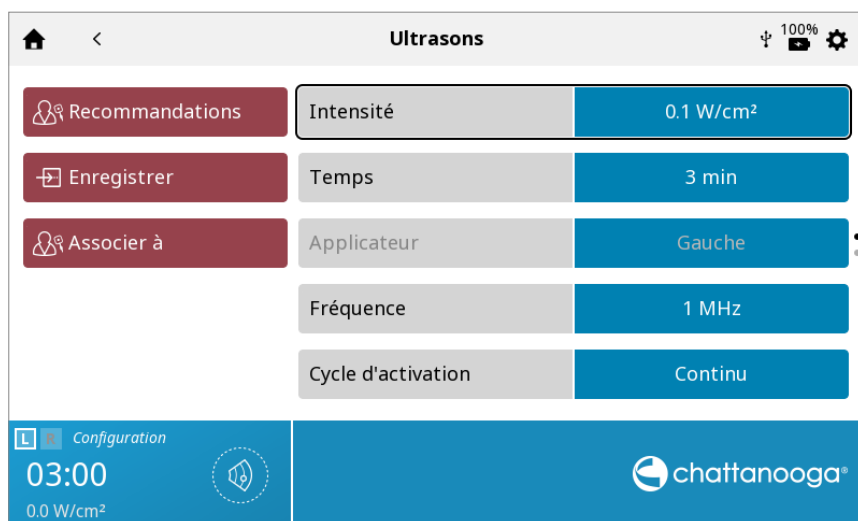 Ultrasons
100%
Recommandations
Intensité 0.1 W/cm²
Enregistrer
Temps 3 min
Associer à
Applicateur Gauche
Fréquence 1 MHz
Cycle d'activation Continu
L R Configuration
03:00
0.0 W/cm²
chattanooga®